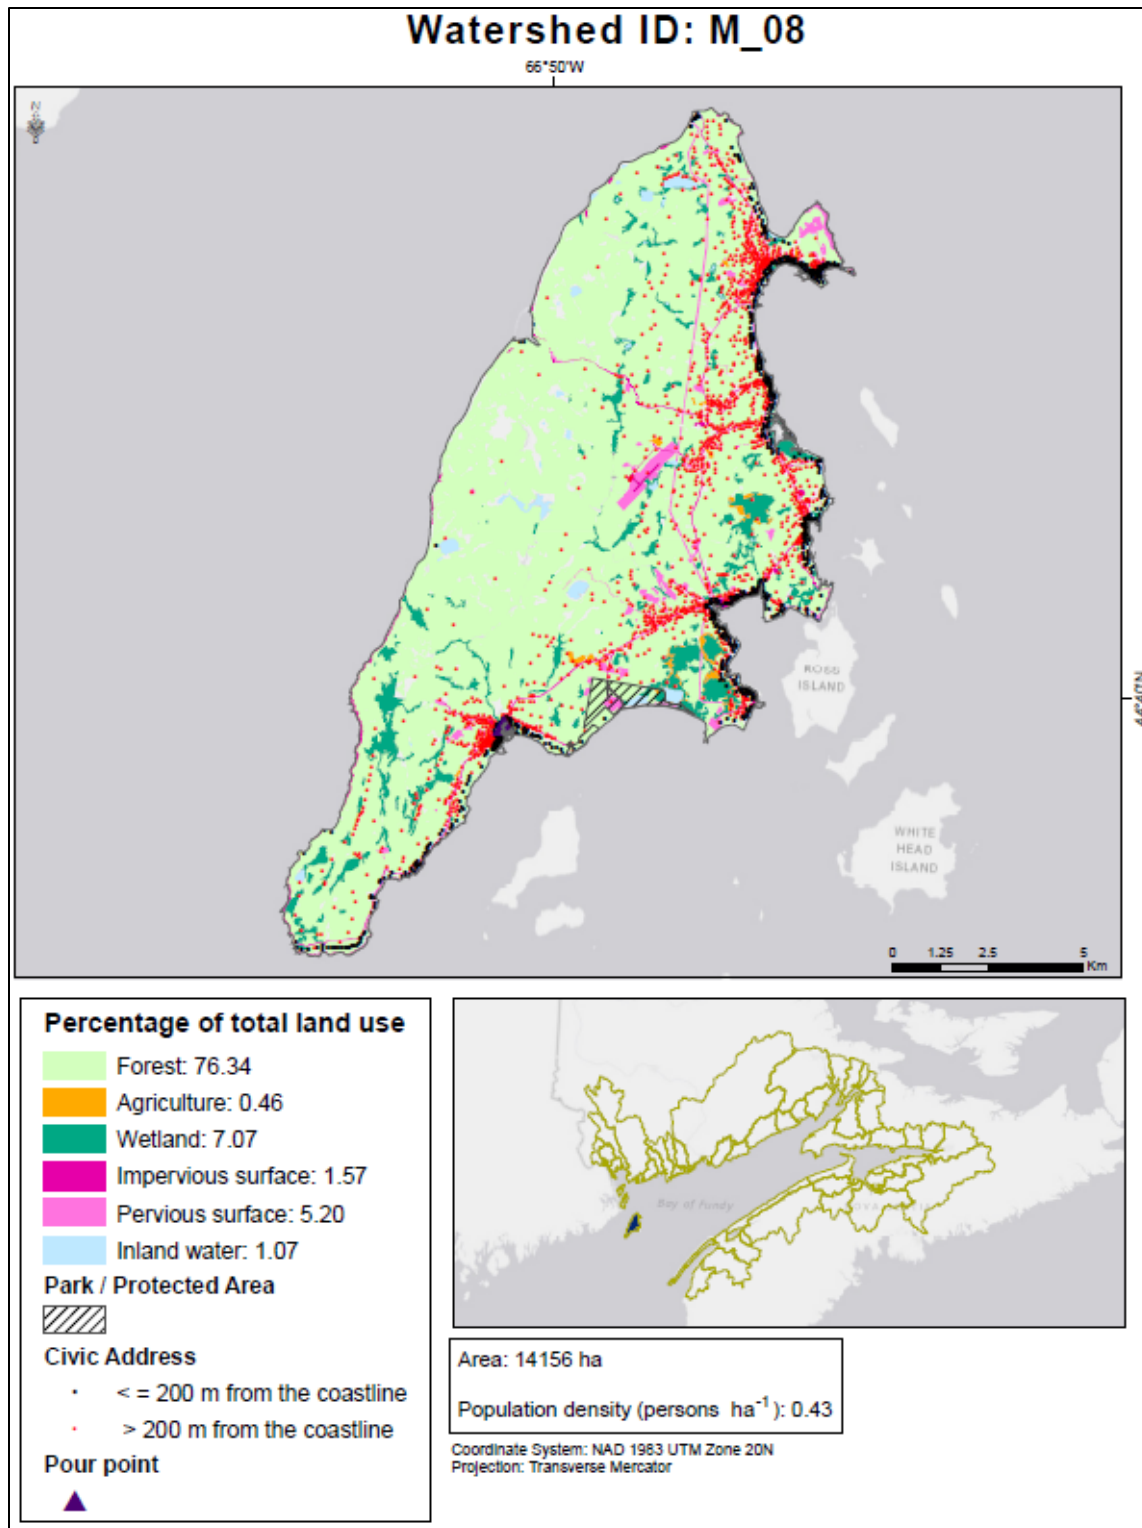 Watershed ID: M_08
66°50'W
N
44°40'N
ROSS
ISLAND
WHITE
HEAD
ISLAND
0 1.25 2.5 5
Km
Percentage of total land use
Forest: 76.34
Agriculture: 0.46
Wetland: 7.07
Impervious surface: 1.57
Pervious surface: 5.20
Inland water: 1.07
Park / Protected Area
Civic Address
< = 200 m from the coastline
> 200 m from the coastline
Pour point
Bay of Fundy
Area: 14156 ha
Population density (persons ha⁻¹): 0.43
Coordinate System: NAD 1983 UTM Zone 20N
Projection: Transverse Mercator